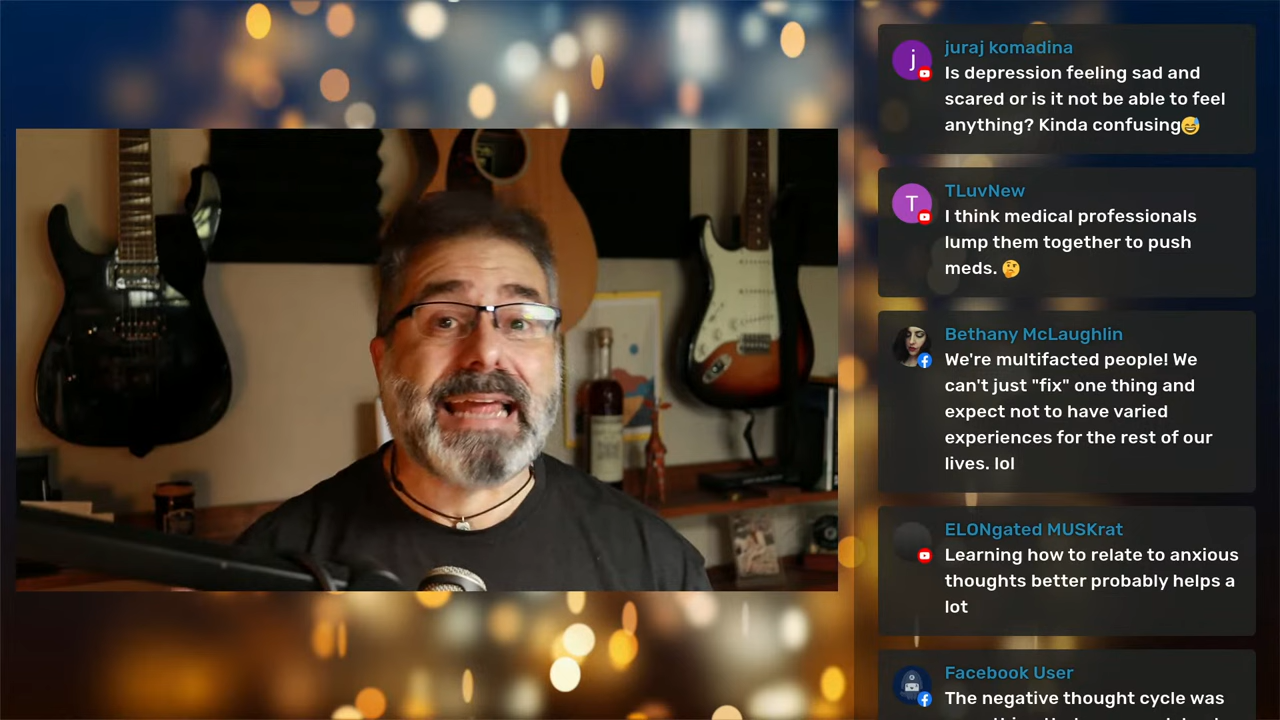 juraj komadina
Is depression feeling sad and
scared or is it not be able to feel
anything? Kinda confusing😅
TLuvNew
I think medical professionals
lump them together to push
meds. 🤔
Bethany McLaughlin
We're multifacted people! We
can't just "fix" one thing and
expect not to have varied
experiences for the rest of our
lives. lol
ELONgated MUSKrat
Learning how to relate to anxious
thoughts better probably helps a
lot
Facebook User
The negative thought cycle was